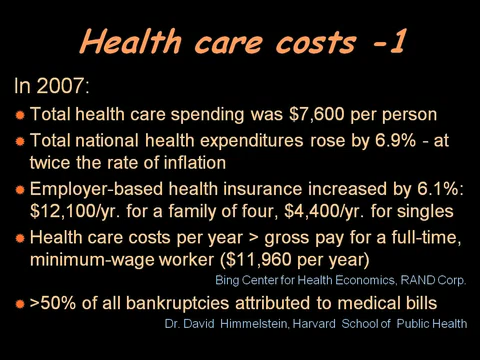 Health care costs -1
In 2007:
Total health care spending was $7,600 per person
Total national health expenditures rose by 6.9% - at
twice the rate of inflation
Employer-based health insurance increased by 6.1%:
$12,100/yr. for a family of four, $4,400/yr. for singles
Health care costs per year > gross pay for a full-time,
minimum-wage worker ($11,960 per year)
Bing Center for Health Economics, RAND Corp.
>50% of all bankruptcies attributed to medical bills
Dr. David Himmelstein, Harvard School of Public Health